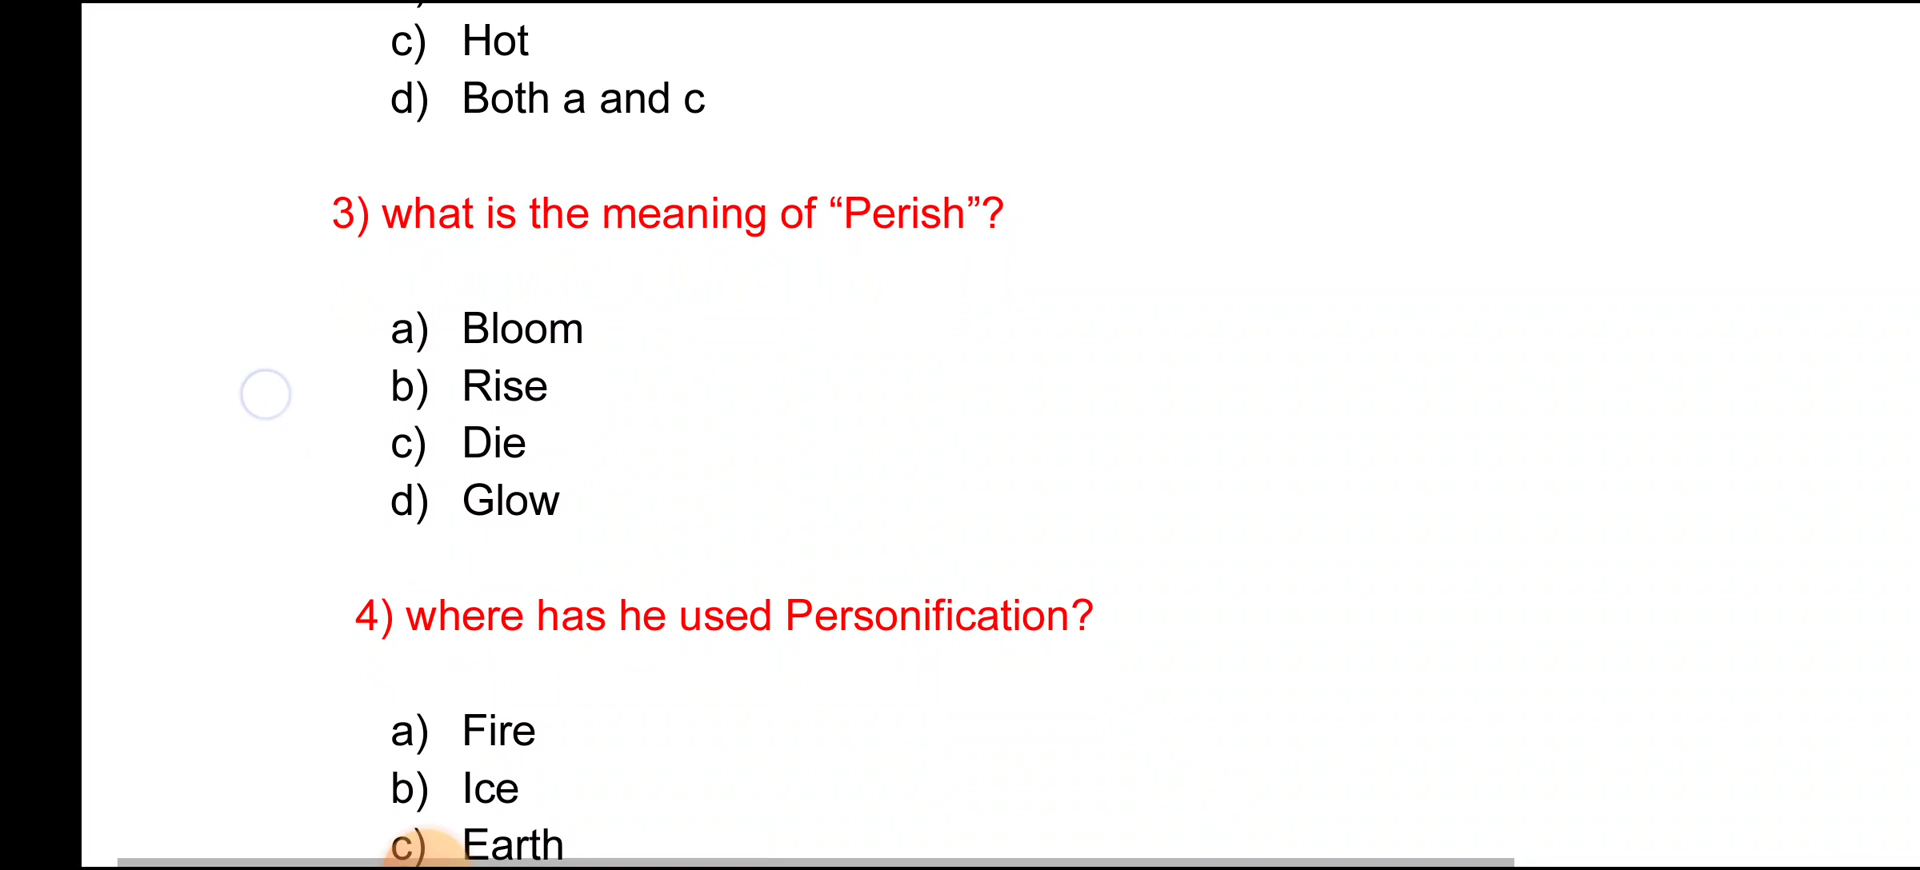 c) Hot
d) Both a and c
3) what is the meaning of “Perish”?
a) Bloom
b) Rise
c) Die
d) Glow
4) where has he used Personification?
a) Fire
b) Ice
c) Earth